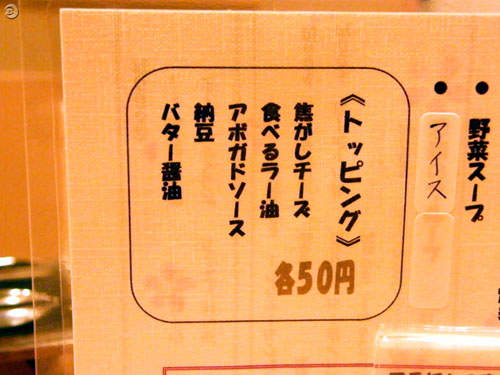 ●
野菜スープ
●
アイス
《トッピング》
焦がしチーズ
食べるラー油
アボガドソース
納豆
バター醤油
各50円